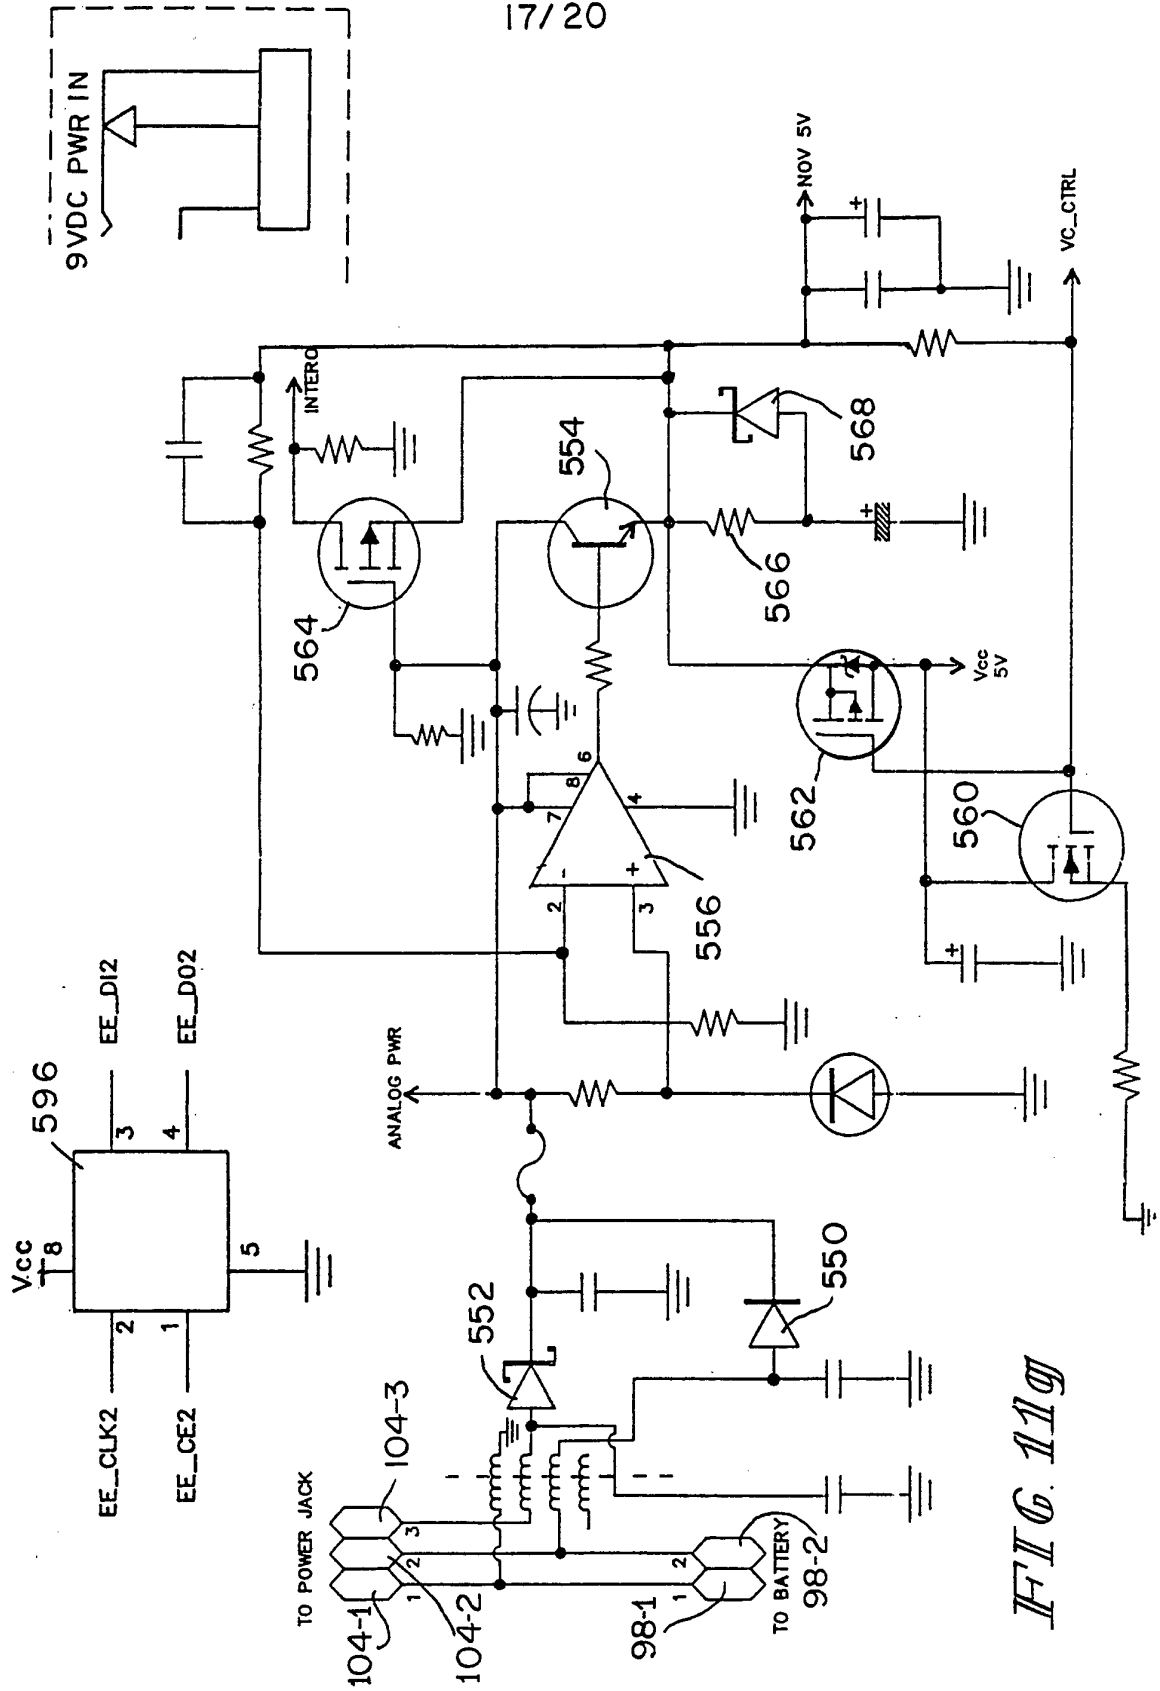 17/20
9VDC PWR IN
596
Vcc
8
EE_CLK2
2
3
EE_DI2
EE_CE2
1
4
EE_DO2
5
TO POWER JACK
104-1
104-2
104-3
1
2
3
98-1
98-2
1
2
TO BATTERY
552
550
ANALOG PWR
2
3
-
+
7
8
6
4
556
564
INTERO
554
566
568
+
562
Vcc
5V
560
+
NOV 5V
+
VC_CTRL
FIG. 11g